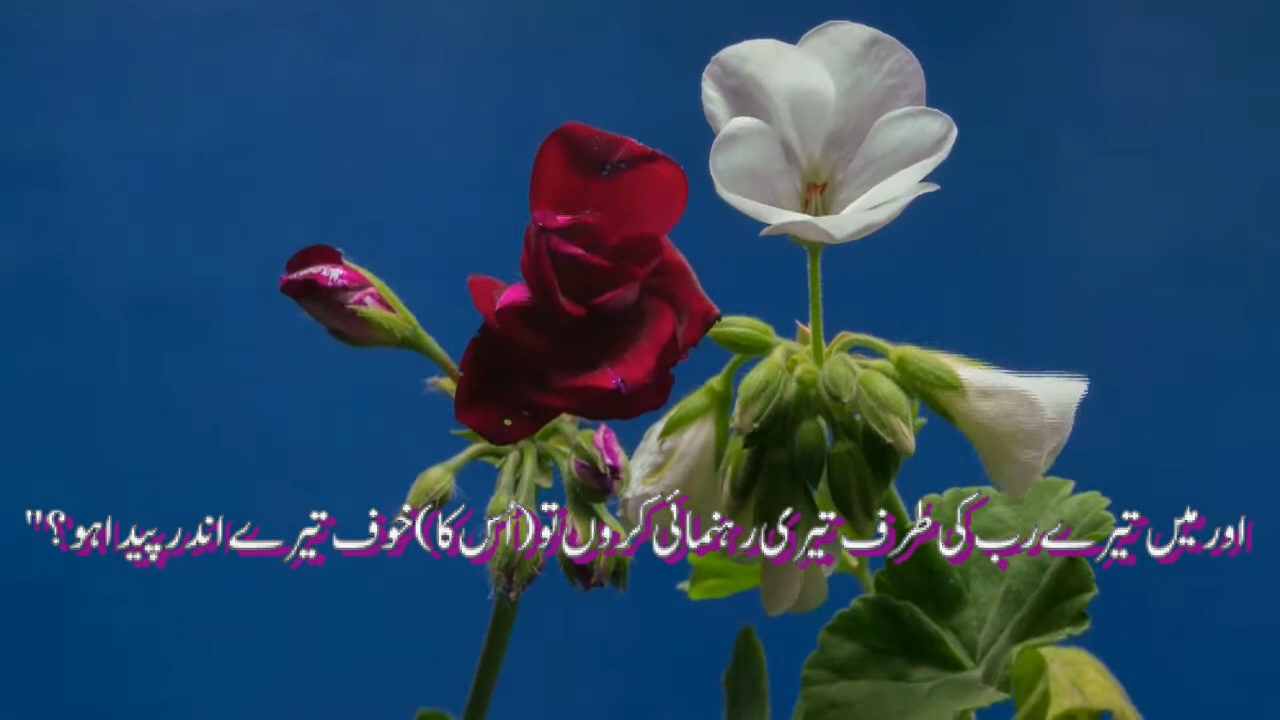 اور میں تیرے رب کی طرف تیری رہنمائی کروں تو (اُس کا) خوف تیرے اندر پیدا ہو؟"